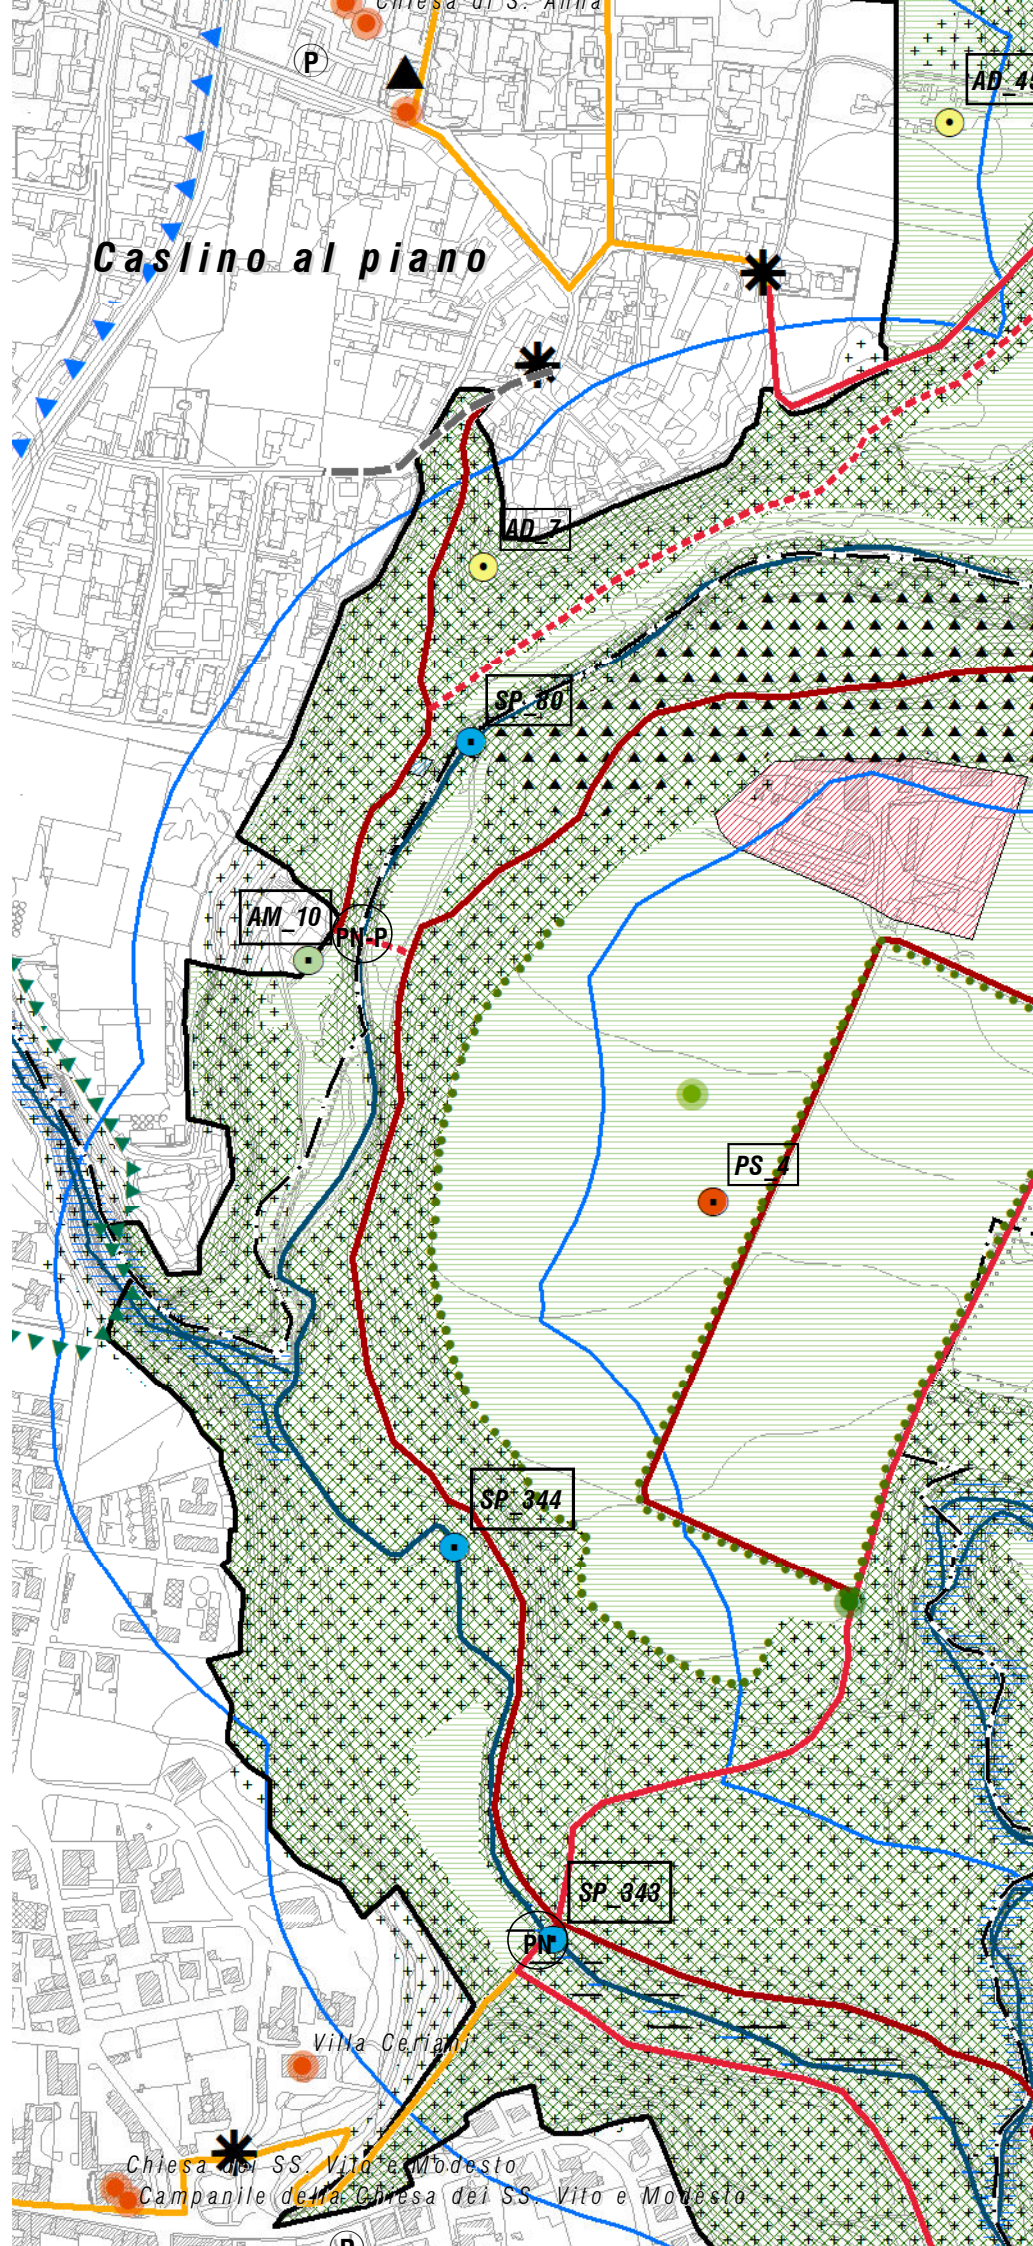 Chiesa di S. Anna
P
AD_4
Caslino al piano
AD_7
SP_80
AM_10
PN-P
PS_4
SP_344
SP_343
PN
Villa Ceriani
Chiesa dei SS. Vito e Modesto
Campanile della Chiesa dei SS. Vito e Modesto
P